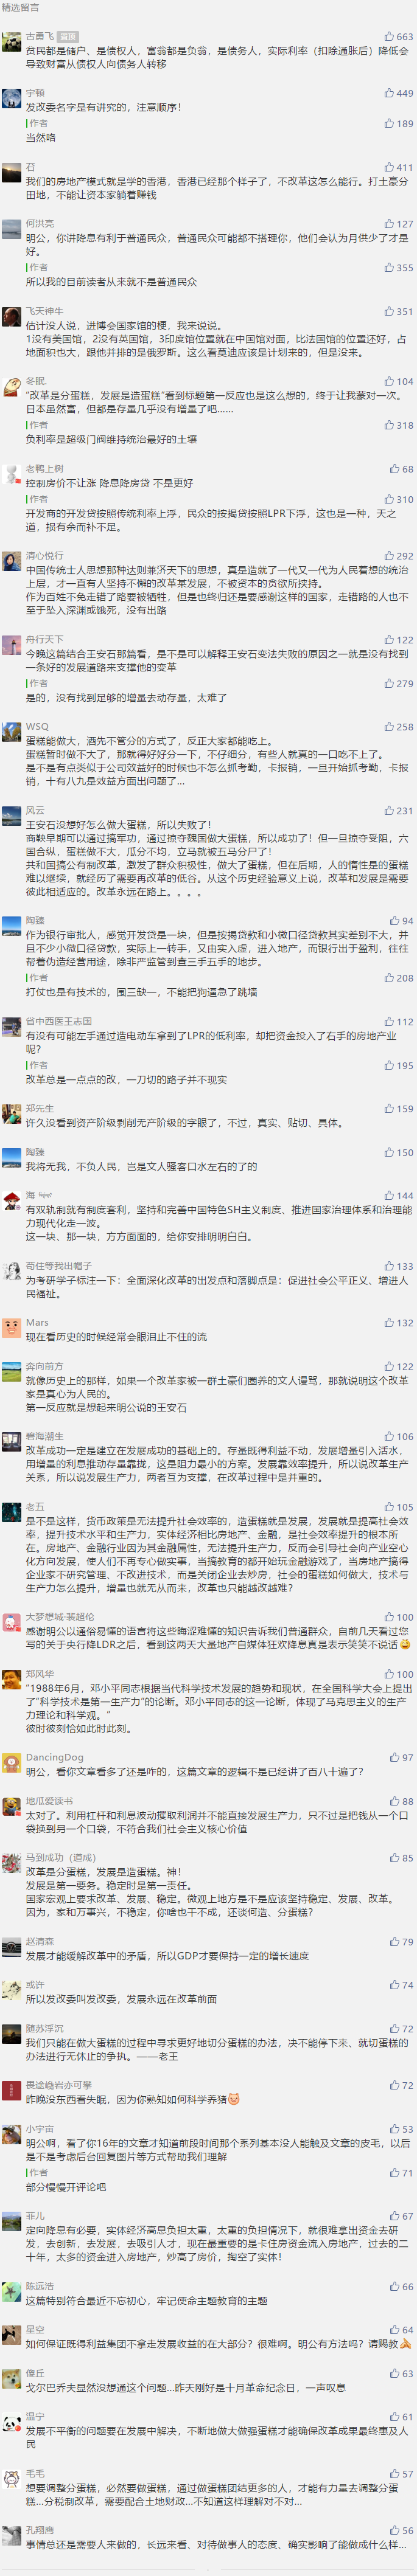 精选留言
古勇飞 置顶 663
贫民都是储户、是债权人，富翁都是负翁，是债务人，实际利率（扣除通胀后）降低会
导致财富从债权人向债务人转移
宇顿 449
发改委名字是有讲究的，注意顺序！
作者 189
当然咯
召 411
我们的房地产模式就是学的香港，香港已经那个样子了，不改革这怎么能行。打土豪分
田地，不能让资本家躺着赚钱
何洪亮 127
明公，你讲降息有利于普通民众，普通民众可能都不搭理你，他们会认为月供少了才是
好。
作者 355
所以我的目前读者从来就不是普通民众
飞天神牛 351
估计没人说，进博会国家馆的梗，我来说说。
1没有美国馆，2没有英国馆，3印度馆位置就在中国馆对面，比法国馆的位置还好，占
地面积也大，跟他并排的是俄罗斯。这么看莫迪应该是计划来的，但是没来。
冬眠. 104
“改革是分蛋糕，发展是造蛋糕”看到标题第一反应也是这么想的，终于让我蒙对一次。
日本虽然富，但都是存量几乎没有增量了吧……
作者 318
负利率是超级门阀维持统治最好的土壤
老鸭上树 68
控制房价不让涨 降息降房贷 不是更好
作者 310
开发商的开发贷按照传统利率上浮，民众的按揭贷按照LPR下浮，这也是一种，天之
道，损有余而补不足。
清心悦行 292
中国传统士人思想那种达则兼济天下的思想，真是造就了一代又一代为人民着想的统治
上层，才一直有人坚持不懈的改革某发展，不被资本的贪欲所挟持。
作为百姓不免走错了路要被牺牲，但是也终归还是要感谢这样的国家，走错路的人也不
至于坠入深渊或饿死，没有出路
舟行天下 122
今晚这篇结合王安石那篇看，是不是可以解释王安石变法失败的原因之一就是没有找到
一条好的发展道路来支撑他的变革
作者 279
是的，没有找到足够的增量去动存量，太难了
WSQ 258
蛋糕能做大，酒先不管分的方式了，反正大家都能吃上。
蛋糕暂时做不大了，那就得好好分一下，不仔细分，有些人就真的一口吃不上了。
是不是有点类似于公司效益好的时候也不怎么抓考勤，卡报销，一旦开始抓考勤，卡报
销，十有八九是效益方面出问题了…
风云 231
王安石没想好怎么做大蛋糕，所以失败了！
商鞅早期可以通过搞军功，通过掠夺魏国做大蛋糕，所以成功了！但一旦掠夺受阻，六
国合纵，蛋糕做不大，瓜分不均，立马就被五马分尸了！
共和国搞公有制改革，激发了群众积极性，做大了蛋糕，但在后期，人的惰性是的蛋糕
难以继续，就经历了需要再改革的低谷。从这个历史经验意义上说，改革和发展是需要
彼此相适应的。改革永远在路上。。。。
陶臻 94
作为银行审批人，感觉开发贷是一块，但是按揭贷款和小微口径贷款其实差别不大，并
且不少小微口径贷款，实际上一转手，又由实入虚，进入地产，而银行出于盈利，往往
帮着伪造经营用途，除非严监管到查三手五手的地步。
作者 208
打仗也是有技术的，围三缺一，不能把狗逼急了跳墙
省中西医王志国 112
有没有可能左手通过造电动车拿到了LPR的低利率，却把资金投入了右手的房地产业
呢？
作者 195
改革总是一点点的改，一刀切的路子并不现实
郑先生 159
许久没看到资产阶级剥削无产阶级的字眼了，不过，真实、贴切、具体。
陶臻 150
我将无我，不负人民，岂是文人骚客口水左右的了的
海 144
有双轨制就有制度套利，坚持和完善中国特色SH主义制度、推进国家治理体系和治理能
力现代化走一波。
这一块、那一块，方方面面的，给你安排明明白白。
苟住等我出帽子 133
为考研学子标注一下：全面深化改革的出发点和落脚点是：促进社会公平正义、增进人
民福祉。
Mars 132
现在看历史的时候经常会眼泪止不住的流
奔向前方 122
就像历史上的那样，如果一个改革家被一群土豪们圈养的文人谩骂，那就说明这个改革
家是真心为人民的。
第一反应就是想起来明公说的王安石
碧海潮生 106
改革成功一定是建立在发展成功的基础上的。存量既得利益不动，发展增量引入活水，
用增量的利息推动存量靠拢，这是阻力最小的方案。发展靠效率提升，所以说改革生产
关系，所以说发展生产力，两者互为支撑，在改革过程中是并重的。
老五 105
是不是这样，货币政策是无法提升社会效率的，造蛋糕就是发展，发展就是提高社会效
率，提升技术水平和生产力，实体经济相比房地产、金融，是社会效率提升的根本所
在。房地产、金融行业因为其金融属性，无法提升生产力，反而会引导社会向产业空心
化方向发展，使人们不再专心做实事，当搞教育的都开始玩金融游戏了，当房地产搞得
企业家不研究管理、不改进技术，而是关闭企业去炒房，社会的蛋糕如何做大，技术与
生产力怎么提升，增量也就无从而来，改革也只能越改越难？
大梦想城-裴超伦 100
感谢明公以通俗易懂的语言将这些晦涩难懂的知识告诉我们普通群众，自前几天看过您
写的关于央行降LDR之后，看到这两天大量地产自媒体狂欢降息真是表示笑笑不说话
郑风华 100
“1988年6月，邓小平同志根据当代科学技术发展的趋势和现状，在全国科学大会上提出
了“科学技术是第一生产力”的论断。邓小平同志的这一论断，体现了马克思主义的生产
力理论和科学观。”
彼时彼刻恰如此时此刻。
DancingDog 97
明公，看你文章看多了还是咋的，这篇文章的逻辑不是已经讲了百八十遍了？
地瓜爱读书 88
太对了。利用杠杆和利息波动攫取利润并不能直接发展生产力，只不过是把钱从一个口
袋换到另一个口袋，不符合我们社会主义核心价值
马到成功（道成） 85
改革是分蛋糕，发展是造蛋糕。神！
发展是第一要务。稳定时是第一责任。
国家宏观上要求改革、发展、稳定。微观上地方是不是应该坚持稳定、发展、改革。
因为，家和万事兴，不稳定，你啥也干不成，还谈何造、分蛋糕？
赵清森 79
发展才能缓解改革中的矛盾，所以GDP才要保持一定的增长速度
或许 74
所以发改委叫发改委，发展永远在改革前面
随苏浮沉 72
我们只能在做大蛋糕的过程中寻求更好地切分蛋糕的办法，决不能停下来、就切蛋糕的
办法进行无休止的争执。——老王
畏途巉岩亦可攀 72
昨晚没东西看失眠，因为你熟知如何科学养猪
小宇宙 53
明公啊，看了你16年的文章才知道前段时间那个系列基本没人能触及文章的皮毛，以后
是不是考虑后台回复图片等方式帮助我们理解
作者 71
部分慢慢开评论吧
菲儿 67
定向降息有必要，实体经济高息负担太重，太重的负担情况下，就很难拿出资金去研
发，去创新，去发展，去吸引人才，现在最重要的是卡住房资金流入房地产，过去的二
十年，太多的资金进入房地产，炒高了房价，掏空了实体！
陈远浩 66
这篇特别符合最近不忘初心，牢记使命主题教育的主题
星空 64
如何保证既得利益集团不拿走发展收益的在大部分？很难啊。明公有方法吗？请赐教
傻丘 63
戈尔巴乔夫显然没想通这个问题…昨天刚好是十月革命纪念日，一声叹息
温宁 61
发展不平衡的问题要在发展中解决，不断地做大做强蛋糕才能确保改革成果最终惠及人
民
毛毛 57
想要调整分蛋糕，必然要做蛋糕，通过做蛋糕团结更多的人，才能有力量去调整分蛋
糕…分税制改革，需要配合土地财政…不知道这样理解对不对…
孔翔鹰 56
事情总还是需要人来做的，长远来看、对待做事人的态度、确实影响了能做成什么样…